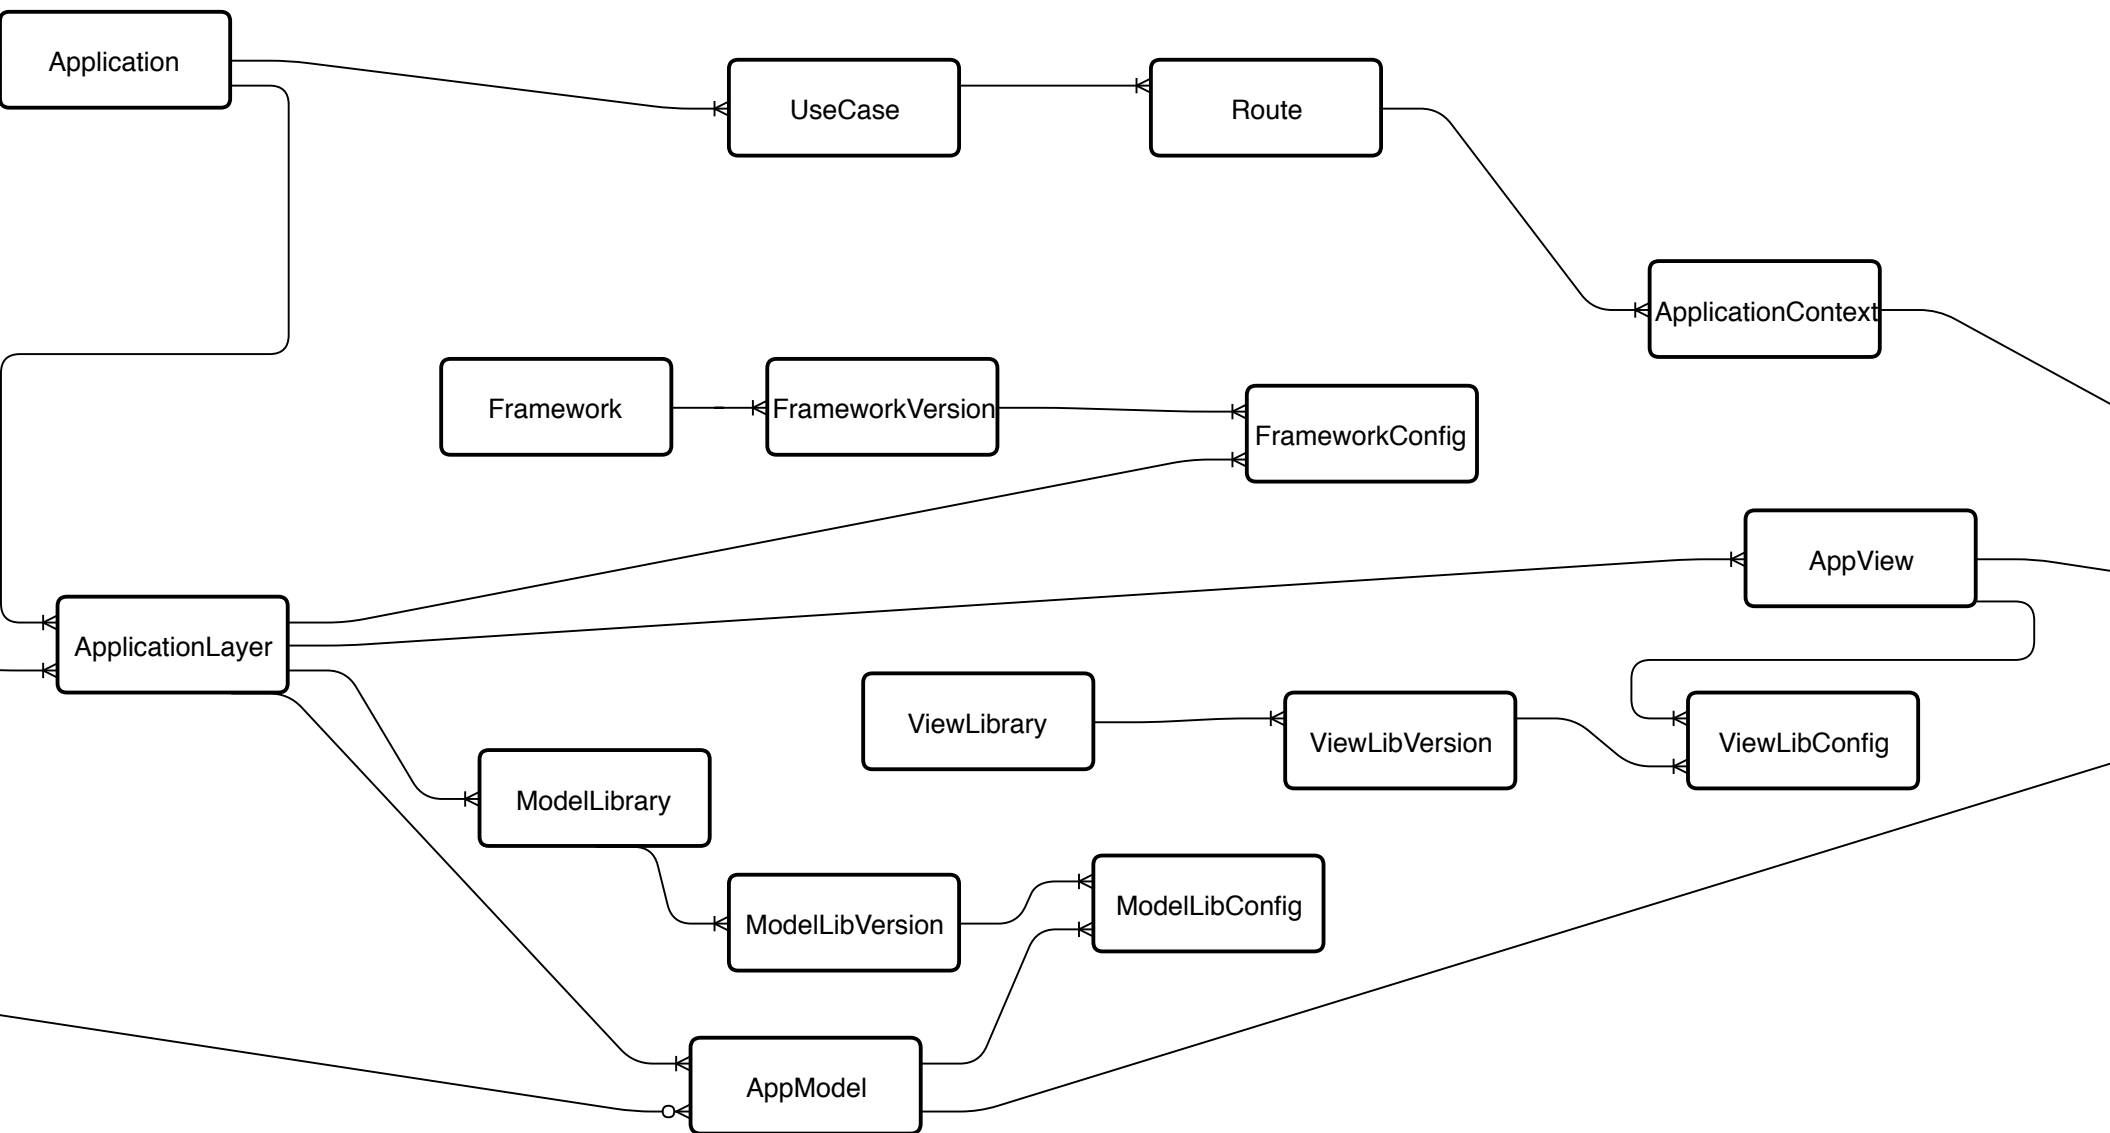 Application
UseCase
Route
ApplicationContext
Framework
FrameworkVersion
FrameworkConfig
AppView
ApplicationLayer
ViewLibrary
ViewLibVersion
ViewLibConfig
ModelLibrary
ModelLibVersion
ModelLibConfig
AppModel